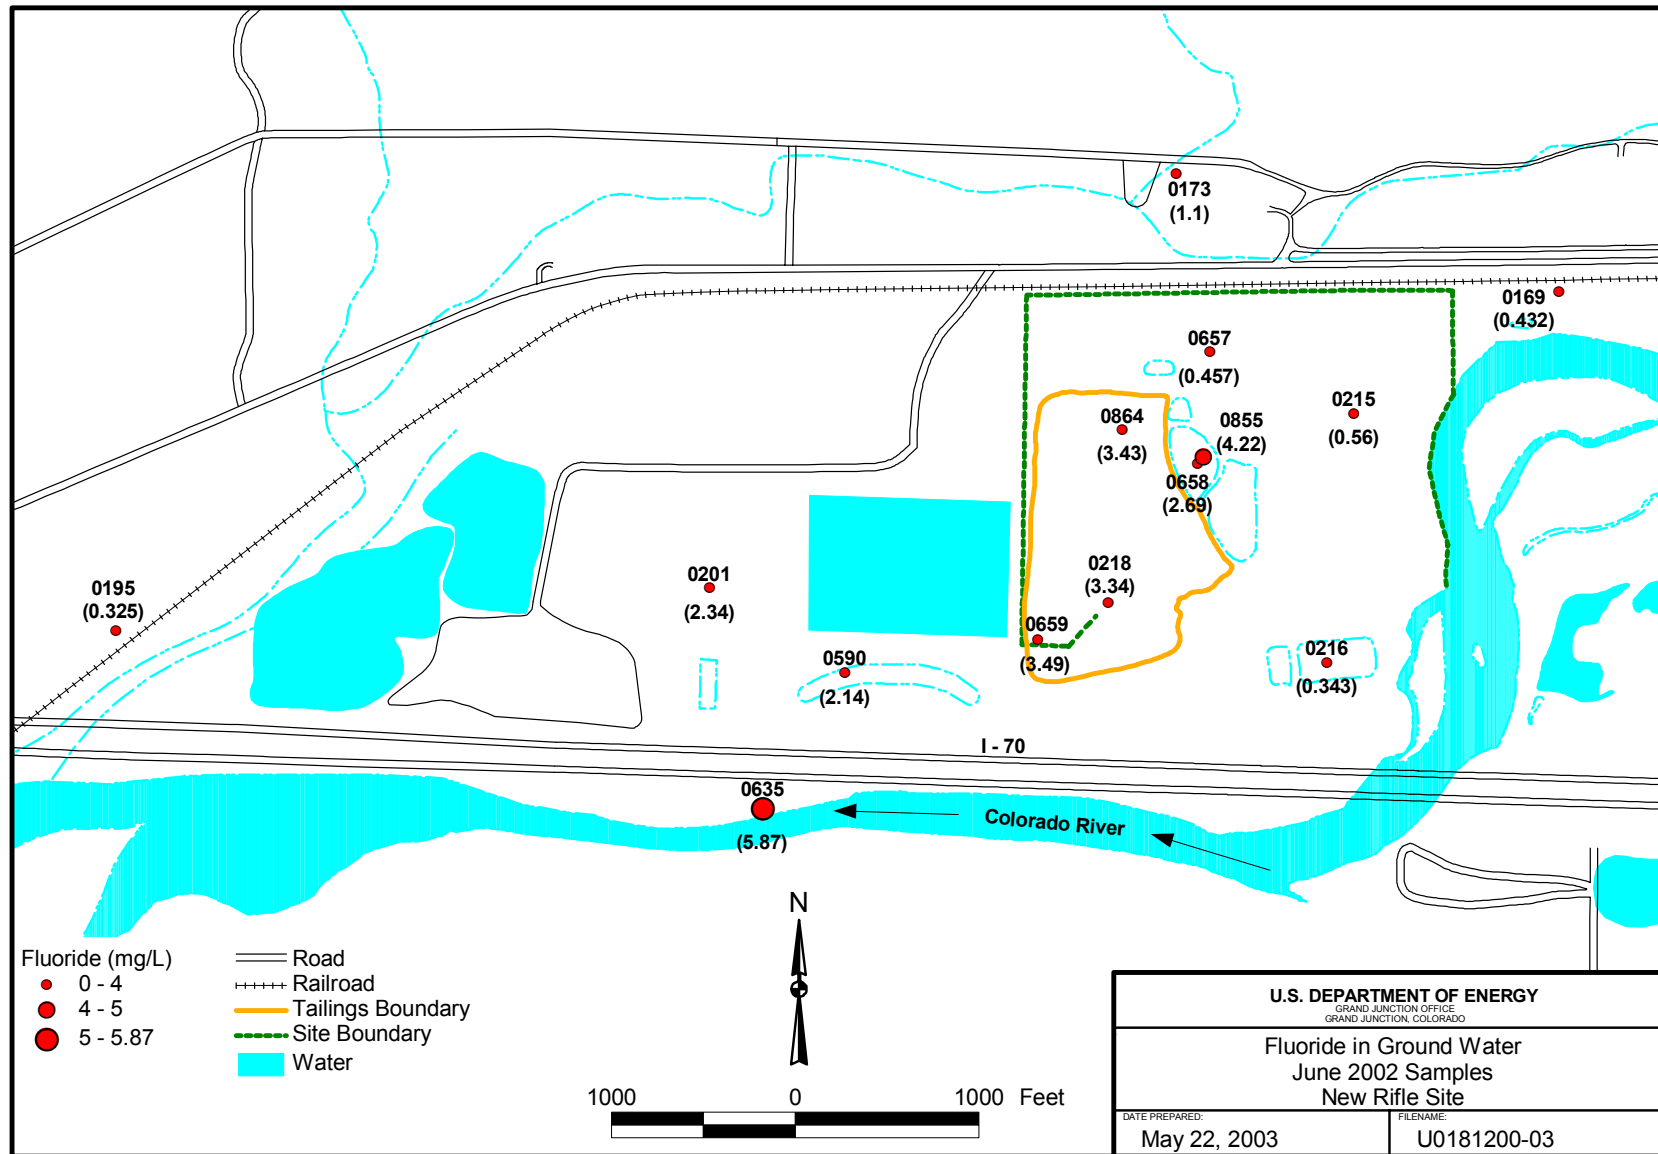 0173
(1.1)
0169
(0.432)
0657
(0.457)
0864
(3.43)
0855
(4.22)
0215
(0.56)
0658
(2.69)
0195
(0.325)
0201
(2.34)
0218
(3.34)
0659
(3.49)
0590
(2.14)
0216
(0.343)
I - 70
0635
(5.87)
Colorado River
N
Fluoride (mg/L)
0 - 4
4 - 5
5 - 5.87
Road
Railroad
Tailings Boundary
Site Boundary
Water
1000 0 1000 Feet
U.S. DEPARTMENT OF ENERGY
GRAND JUNCTION OFFICE
GRAND JUNCTION, COLORADO
Fluoride in Ground Water
June 2002 Samples
New Rifle Site
DATE PREPARED:
May 22, 2003
FILENAME:
U0181200-03